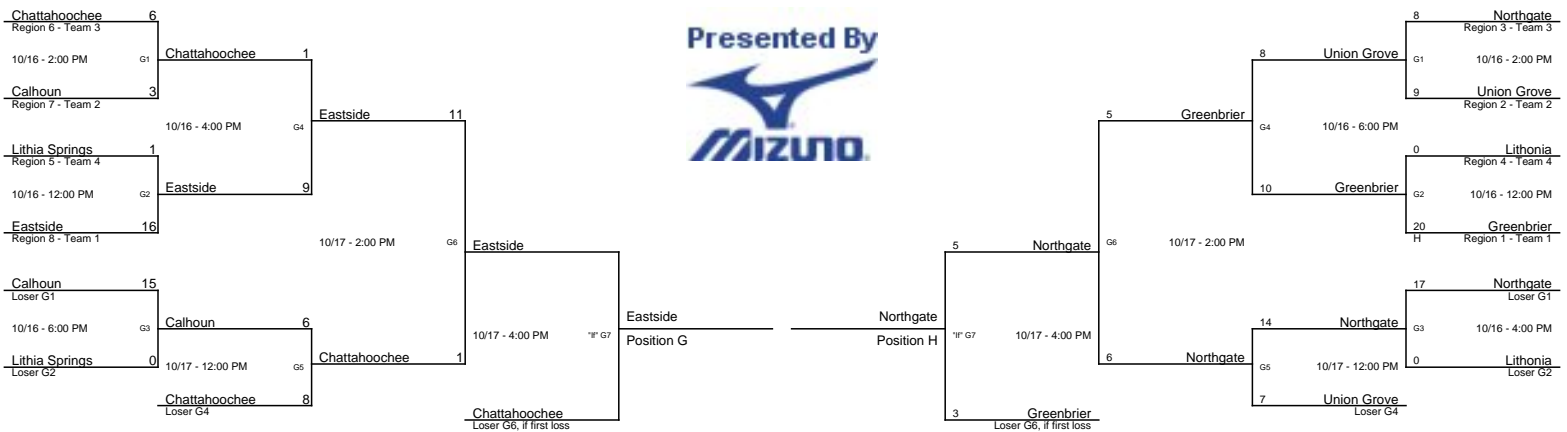 Chattahoochee 6
Region 6 - Team 3
10/16 - 2:00 PM G1
Calhoun 3
Region 7 - Team 2
Chattahoochee 1
10/16 - 4:00 PM G4
Lithia Springs 1
Region 5 - Team 4
10/16 - 12:00 PM G2
Eastside 16
Region 8 - Team 1
Eastside 9
Eastside 11
10/17 - 2:00 PM G6
Calhoun 15
Loser G1
10/16 - 6:00 PM G3
Lithia Springs 0
Loser G2
Calhoun 6
10/17 - 12:00 PM G5
Chattahoochee 8
Loser G4
Chattahoochee 1
Eastside
10/17 - 4:00 PM "If" G7
Chattahoochee
Loser G6, if first loss
Eastside
Position G
Presented By
MIZUNO
Northgate
Position H
5 Northgate
"If" G7 10/17 - 4:00 PM
3 Greenbrier
Loser G6, if first loss
5 Greenbrier
G6 10/17 - 2:00 PM
6 Northgate
8 Union Grove
G4 10/16 - 6:00 PM
10 Greenbrier
14 Northgate
G5 10/17 - 12:00 PM
7 Union Grove
Loser G4
8 Northgate
Region 3 - Team 3
G1 10/16 - 2:00 PM
9 Union Grove
Region 2 - Team 2
0 Lithonia
Region 4 - Team 4
G2 10/16 - 12:00 PM
20 Greenbrier
H Region 1 - Team 1
17 Northgate
Loser G1
G3 10/16 - 4:00 PM
0 Lithonia
Loser G2